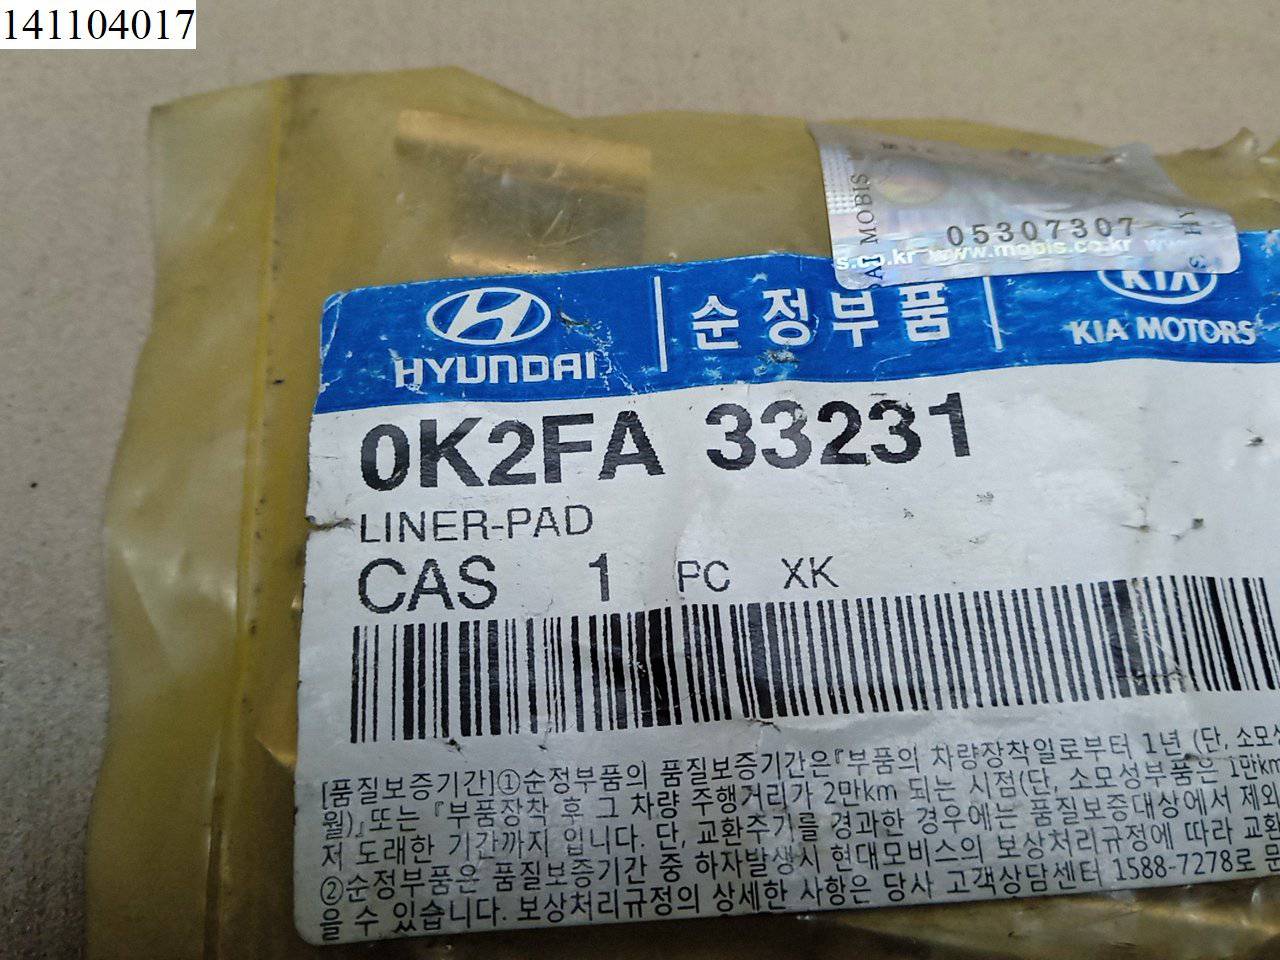 141104017
MOBIS
05307307
s.co.kr www.mobis.co.kr
HYUNDAI 순정부품 KIA
KIA MOTORS
0K2FA 33231
LINER-PAD
CAS 1 PC XK
[품질보증기간]①순정부품의 품질보증기간은『부품의 차량장착일로부터 1년 (단, 소모성
월)』또는 『부품장착 후 그 차량 주행거리가 2만km 되는 시점(단, 소모성부품은 1만km
저 도래한 기간까지 입니다. 단, 교환주기를 경과한 경우에는 품질보증대상에서 제외
②순정부품은 품질보증기간 중 하자발생시 현대모비스의 보상처리규정에 따라 교환
을 수 있습니다. 보상처리규정의 상세한 사항은 당사 고객상담센터 1588-7278로 문